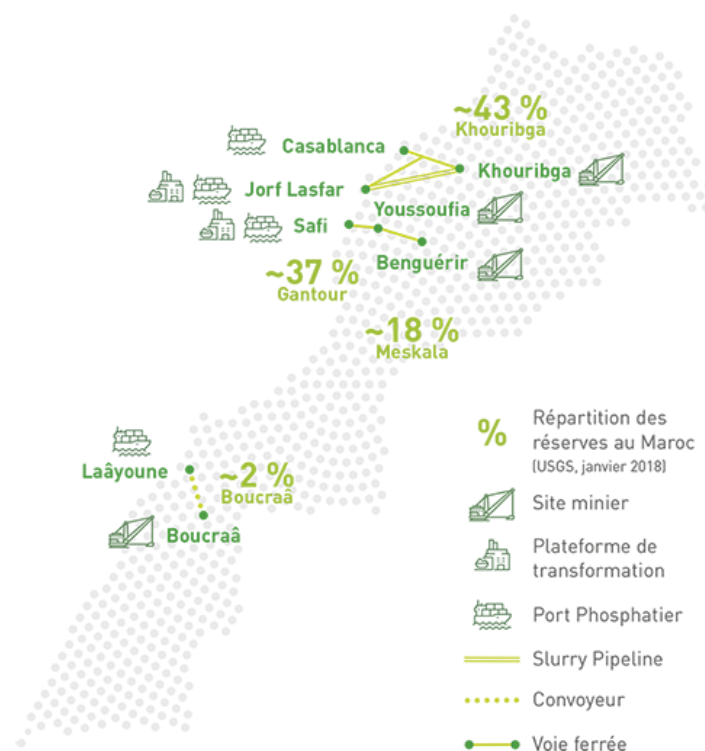 ~43 %
Khouribga
Casablanca
Khouribga
Jorf Lasfar
Youssoufia
Safi
Benguérir
~37 %
Gantour
~18 %
Meskala
Laâyoune
~2 %
Boucraâ
Boucraâ
%
Répartition des
réserves au Maroc
(USGS, janvier 2018)
Site minier
Plateforme de
transformation
Port Phosphatier
Slurry Pipeline
Convoyeur
Voie ferrée